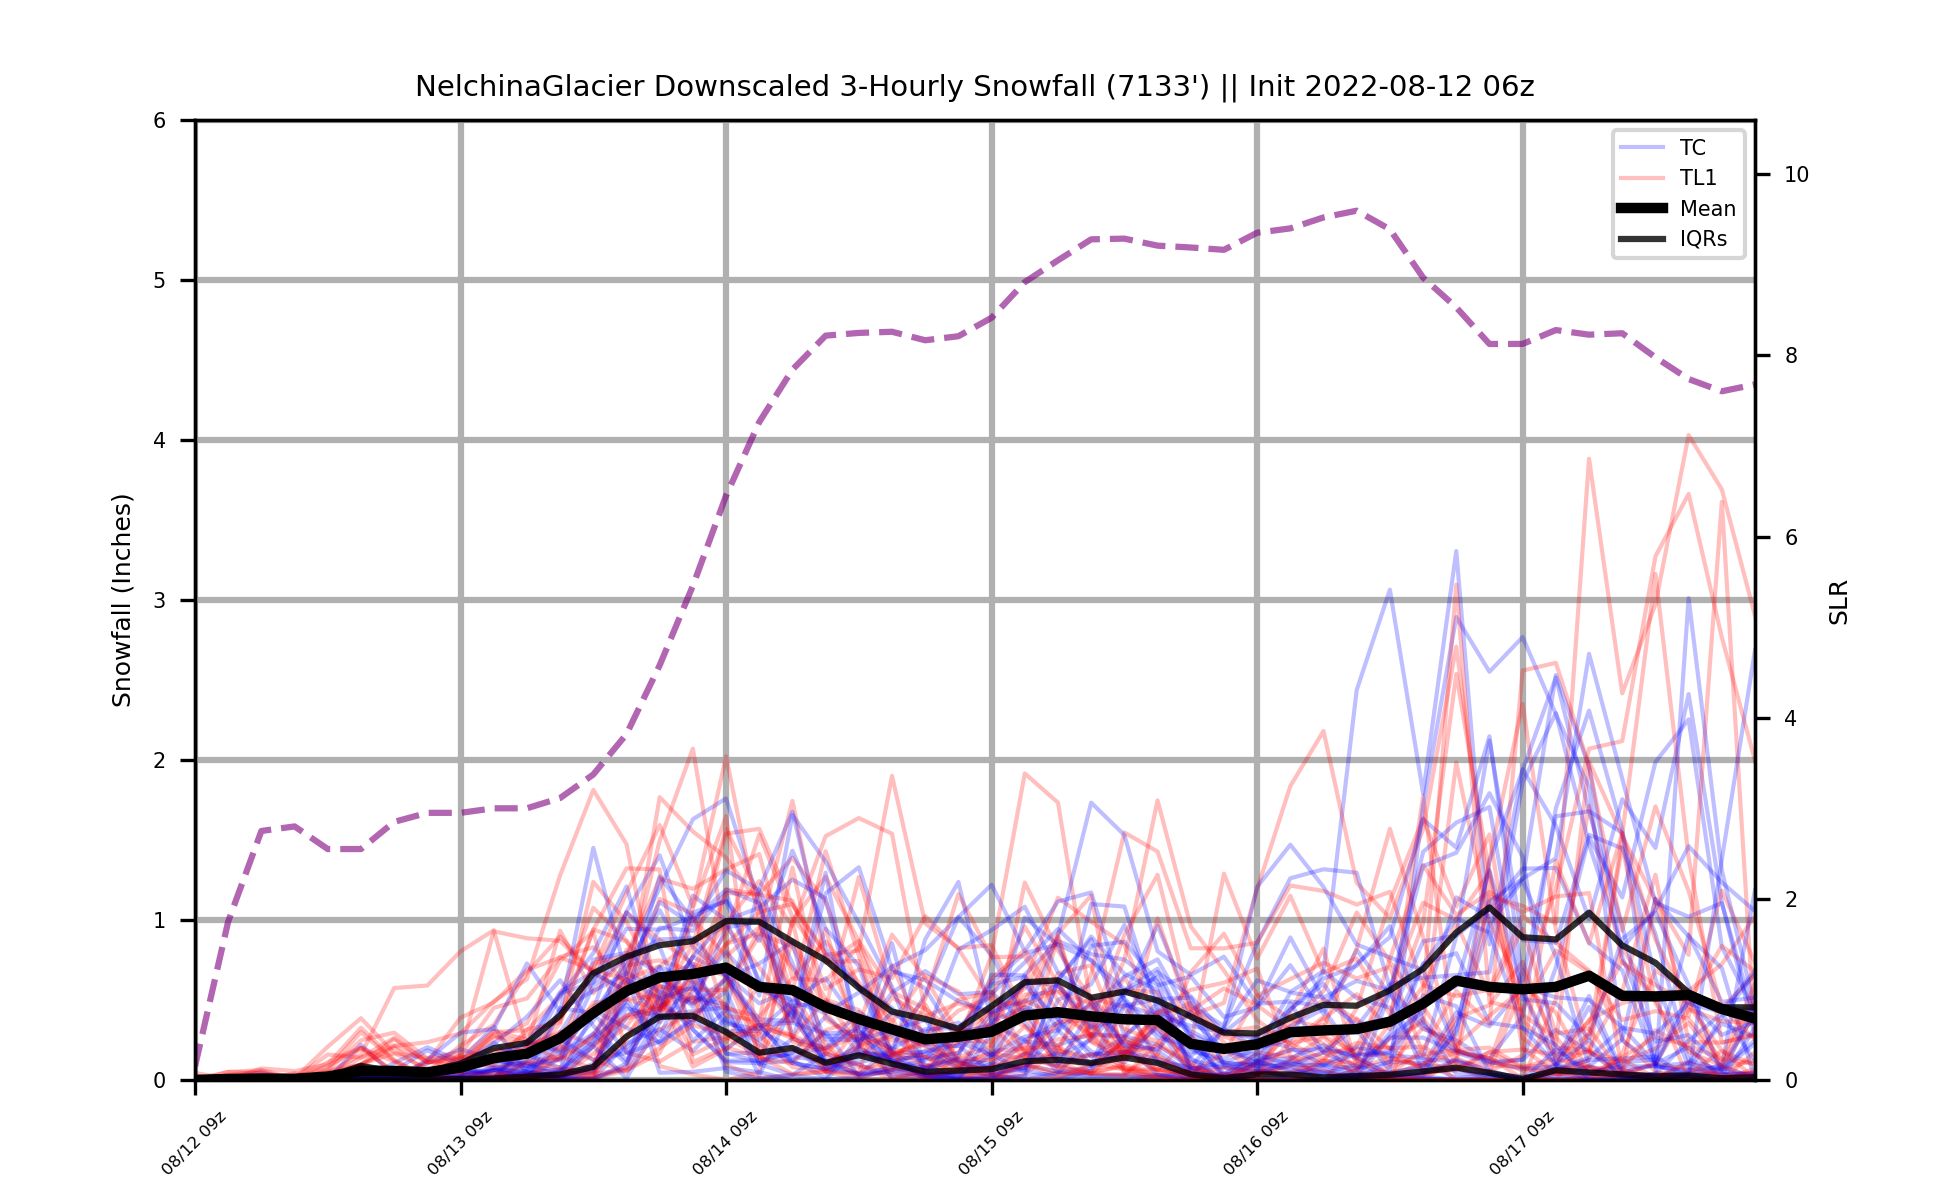 NelchinaGlacier Downscaled 3-Hourly Snowfall (7133') || Init 2022-08-12 06z
TC
TL1
Mean
IQRs
Snowfall (Inches)
6
5
4
3
2
1
0
10
8
6
4
2
0
SLR
08/12 09z
08/13 09z
08/14 09z
08/15 09z
08/16 09z
08/17 09z